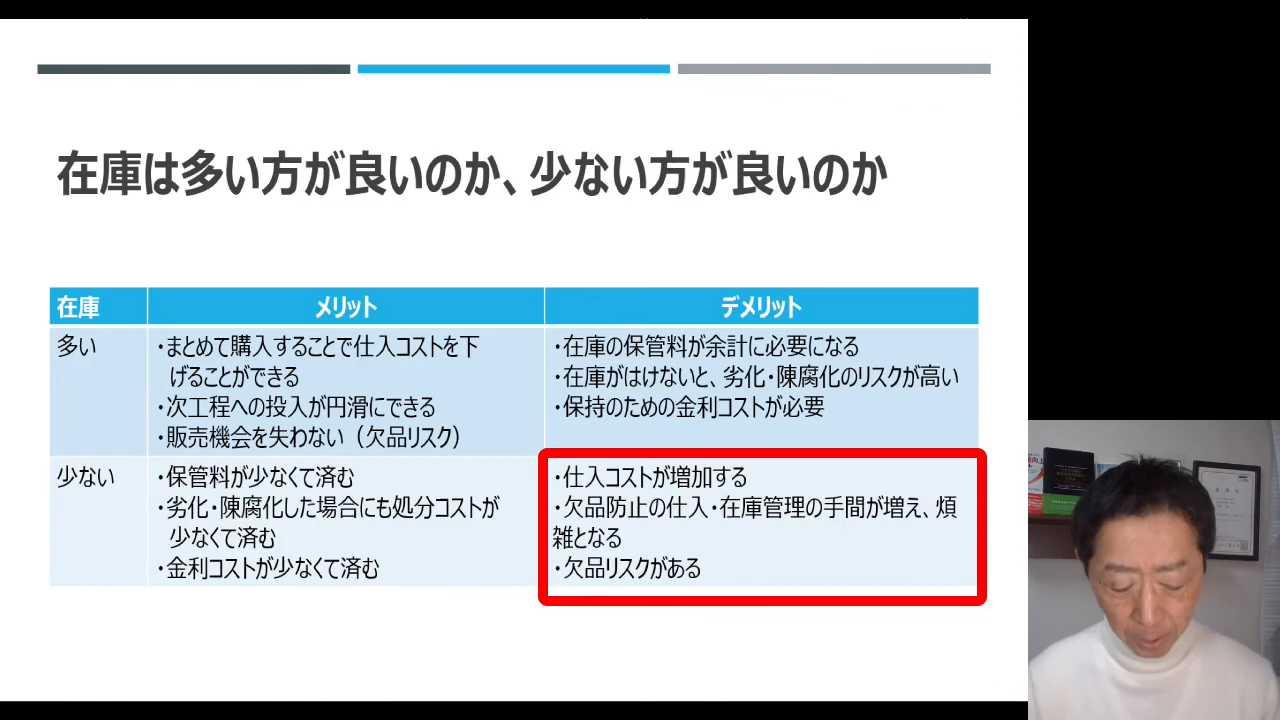 在庫は多い方が良いのか、少ない方が良いのか
在庫
メリット
デメリット
多い
・まとめて購入することで仕入コストを下
げることができる
・次工程への投入が円滑にできる
・販売機会を失わない（欠品リスク）
・在庫の保管料が余計に必要になる
・在庫がはけないと、劣化・陳腐化のリスクが高い
・保持のための金利コストが必要
少ない
・保管料が少なくて済む
・劣化・陳腐化した場合にも処分コストが
少なくて済む
・金利コストが少なくて済む
・仕入コストが増加する
・欠品防止の仕入・在庫管理の手間が増え、煩
雑となる
・欠品リスクがある